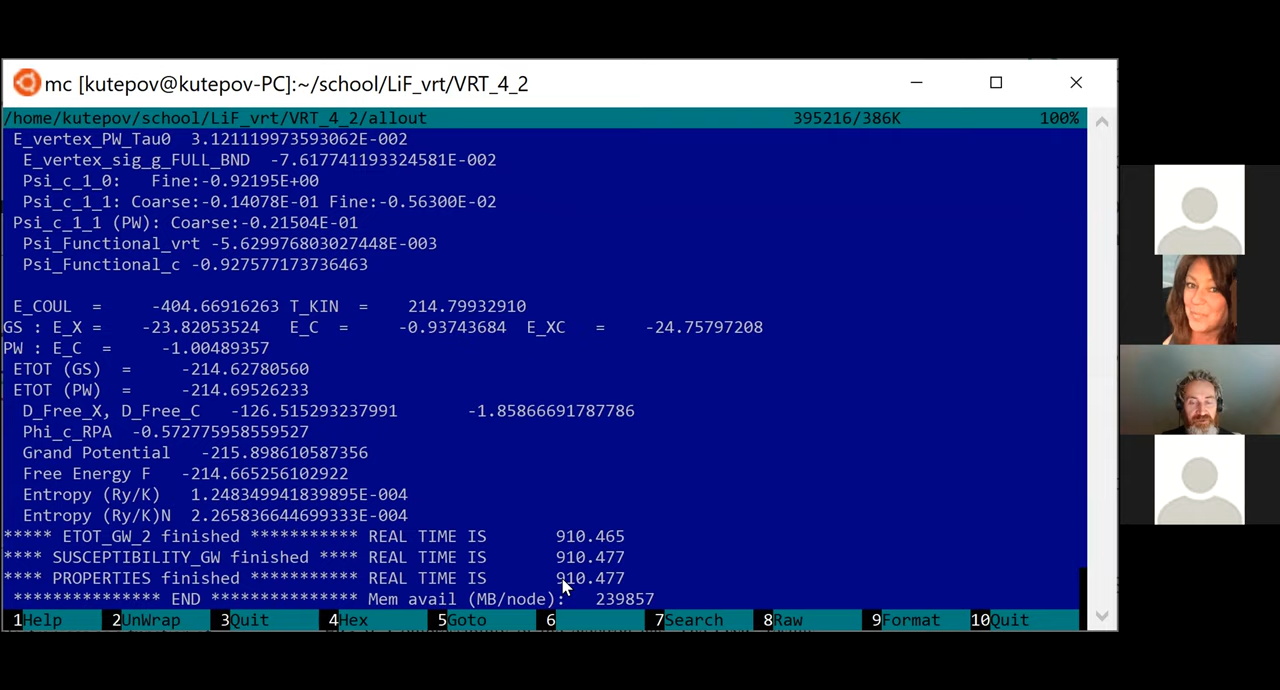 mc [kutepov@kutepov-PC]:~/school/LiF_vrt/VRT_4_2
/home/kutepov/school/LiF_vrt/VRT_4_2/allout 395216/386K 100%
E_vertex_PW_Tau0 3.121119973593062E-002
E_vertex_sig_g_FULL_BND -7.617741193324581E-002
Psi_c_1_0: Fine:-0.92195E+00
Psi_c_1_1: Coarse:-0.14078E-01 Fine:-0.56300E-02
Psi_c_1_1 (PW): Coarse:-0.21504E-01
Psi_Functional_vrt -5.629976803027448E-003
Psi_Functional_c -0.927577173736463
E_COUL = -404.66916263 T_KIN = 214.79932910
GS : E_X = -23.82053524 E_C = -0.93743684 E_XC = -24.75797208
PW : E_C = -1.00489357
ETOT (GS) = -214.62780560
ETOT (PW) = -214.69526233
D_Free_X, D_Free_C -126.515293237991 -1.85866691787786
Phi_c_RPA -0.572775958559527
Grand Potential -215.898610587356
Free Energy F -214.665256102922
Entropy (Ry/K) 1.248349941839895E-004
Entropy (Ry/K)N 2.265836644699333E-004
***** ETOT_GW_2 finished *********** REAL TIME IS 910.465
**** SUSCEPTIBILITY_GW finished **** REAL TIME IS 910.477
**** PROPERTIES finished *********** REAL TIME IS 910.477
************** END *************** Mem avail (MB/node): 239857
1Help 2UnWrap 3Quit 4Hex 5Goto 6 7Search 8Raw 9Format 10Quit